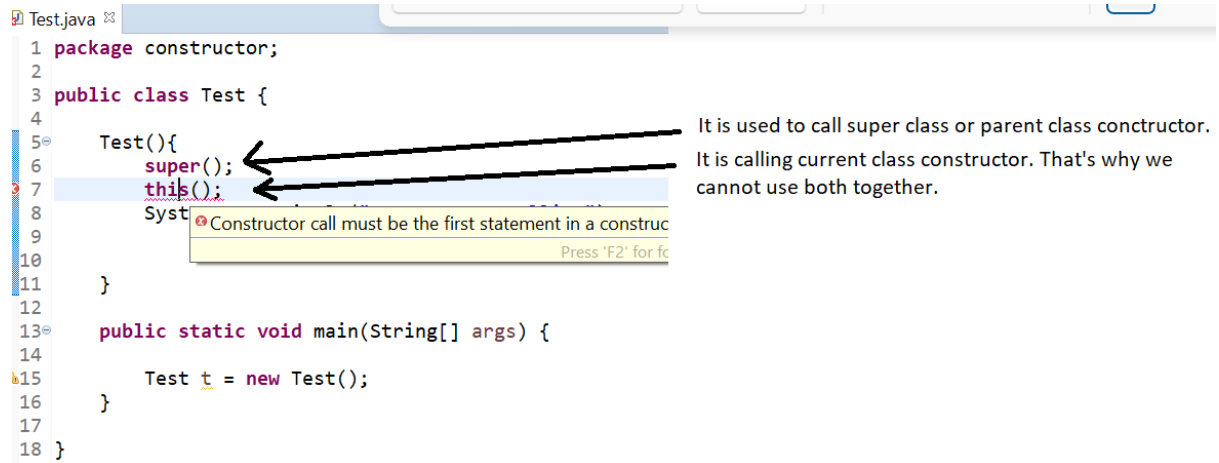 Test.java
1 package constructor;
2
3 public class Test {
4
5 Test(){
6 super();
7 this();
8 Syst
9
10
11 }
12
13 public static void main(String[] args) {
14
15 Test t = new Test();
16 }
17
18 }
Constructor call must be the first statement in a construc
Press 'F2' for fo
It is used to call super class or parent class conctructor.
It is calling current class constructor. That's why we
cannot use both together.